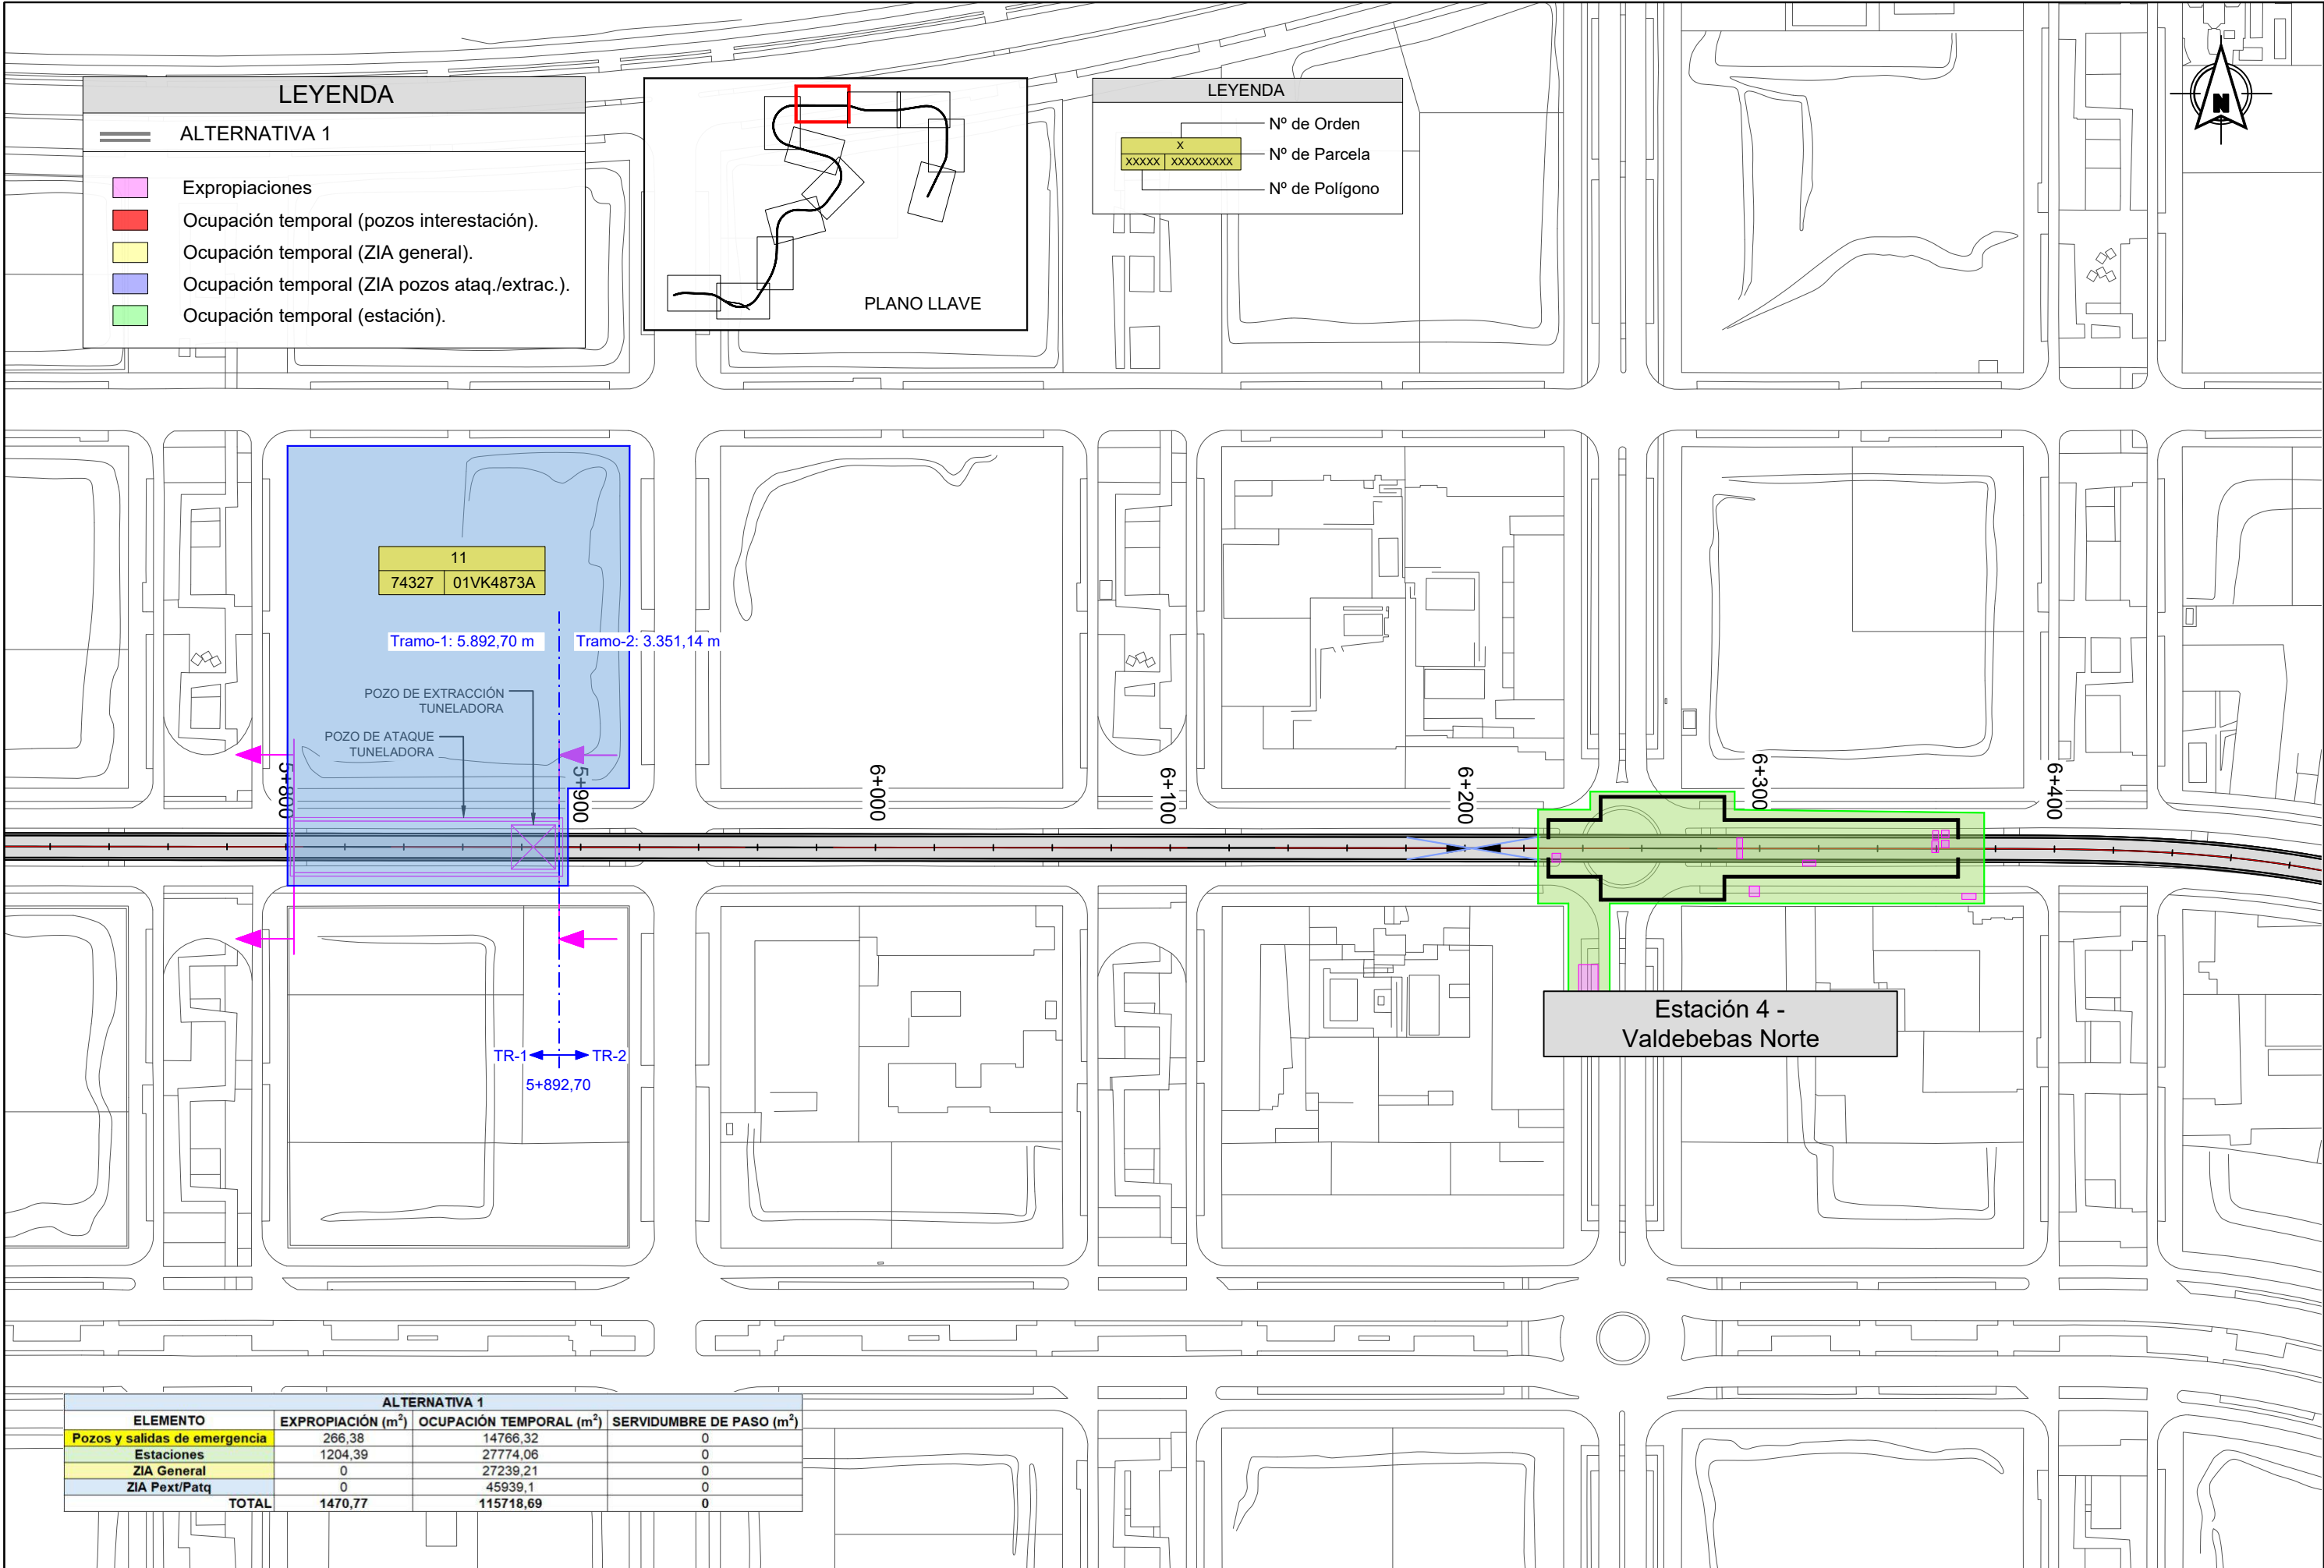 LEYENDA
ALTERNATIVA 1
Expropiaciones
Ocupación temporal (pozos interestación).
Ocupación temporal (ZIA general).
Ocupación temporal (ZIA pozos ataq./extrac.).
Ocupación temporal (estación).
PLANO LLAVE
LEYENDA
Nº de Orden
X
Nº de Parcela
XXXXX XXXXXXXXX
Nº de Polígono
N
11
74327 01VK4873A
Tramo-1: 5.892,70 m Tramo-2: 3.351,14 m
POZO DE EXTRACCIÓN
TUNELADORA
POZO DE ATAQUE
TUNELADORA
5+800
5+900
6+000
6+100
6+200
6+300
6+400
Estación 4 -
Valdebebas Norte
TR-1 TR-2
5+892,70
ALTERNATIVA 1
ELEMENTO EXPROPIACIÓN (m²) OCUPACIÓN TEMPORAL (m²) SERVIDUMBRE DE PASO (m²)
Pozos y salidas de emergencia 266,38 14766,32 0
Estaciones 1204,39 27774,06 0
ZIA General 0 27239,21 0
ZIA Pext/Patq 0 45939,1 0
TOTAL 1470,77 115718,69 0